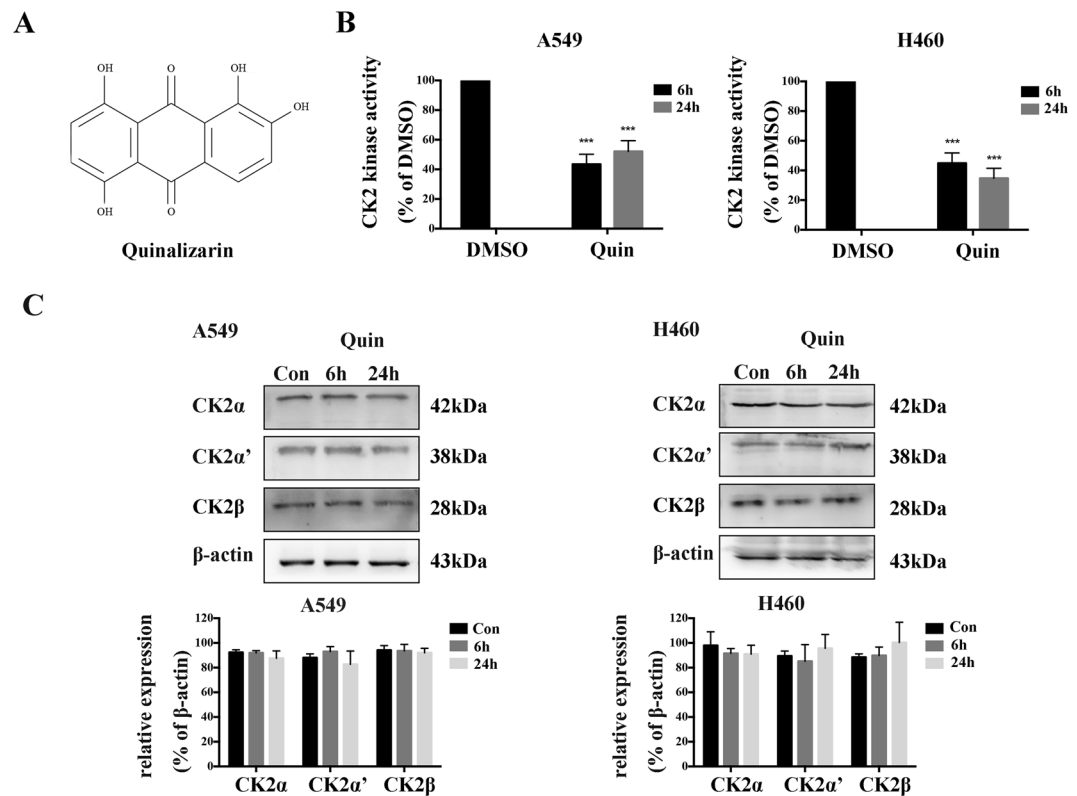 A
OH
O
OH
OH
OH
O
Quinalizarin
B
A549
CK2 kinase activity
(% of DMSO)
100
80
60
40
20
0
***
***
6h
24h
DMSO
Quin
H460
CK2 kinase activity
(% of DMSO)
100
80
60
40
20
0
***
***
6h
24h
DMSO
Quin
C
A549
Quin
Con 6h 24h
CK2α 42kDa
CK2α’ 38kDa
CK2β 28kDa
β-actin 43kDa
H460
Quin
Con 6h 24h
CK2α 42kDa
CK2α’ 38kDa
CK2β 28kDa
β-actin 43kDa
A549
relative expression
(% of β-actin)
120
100
80
60
40
20
0
Con
6h
24h
CK2α CK2α’ CK2β
H460
relative expression
(% of β-actin)
120
100
80
60
40
20
0
Con
6h
24h
CK2α CK2α’ CK2β